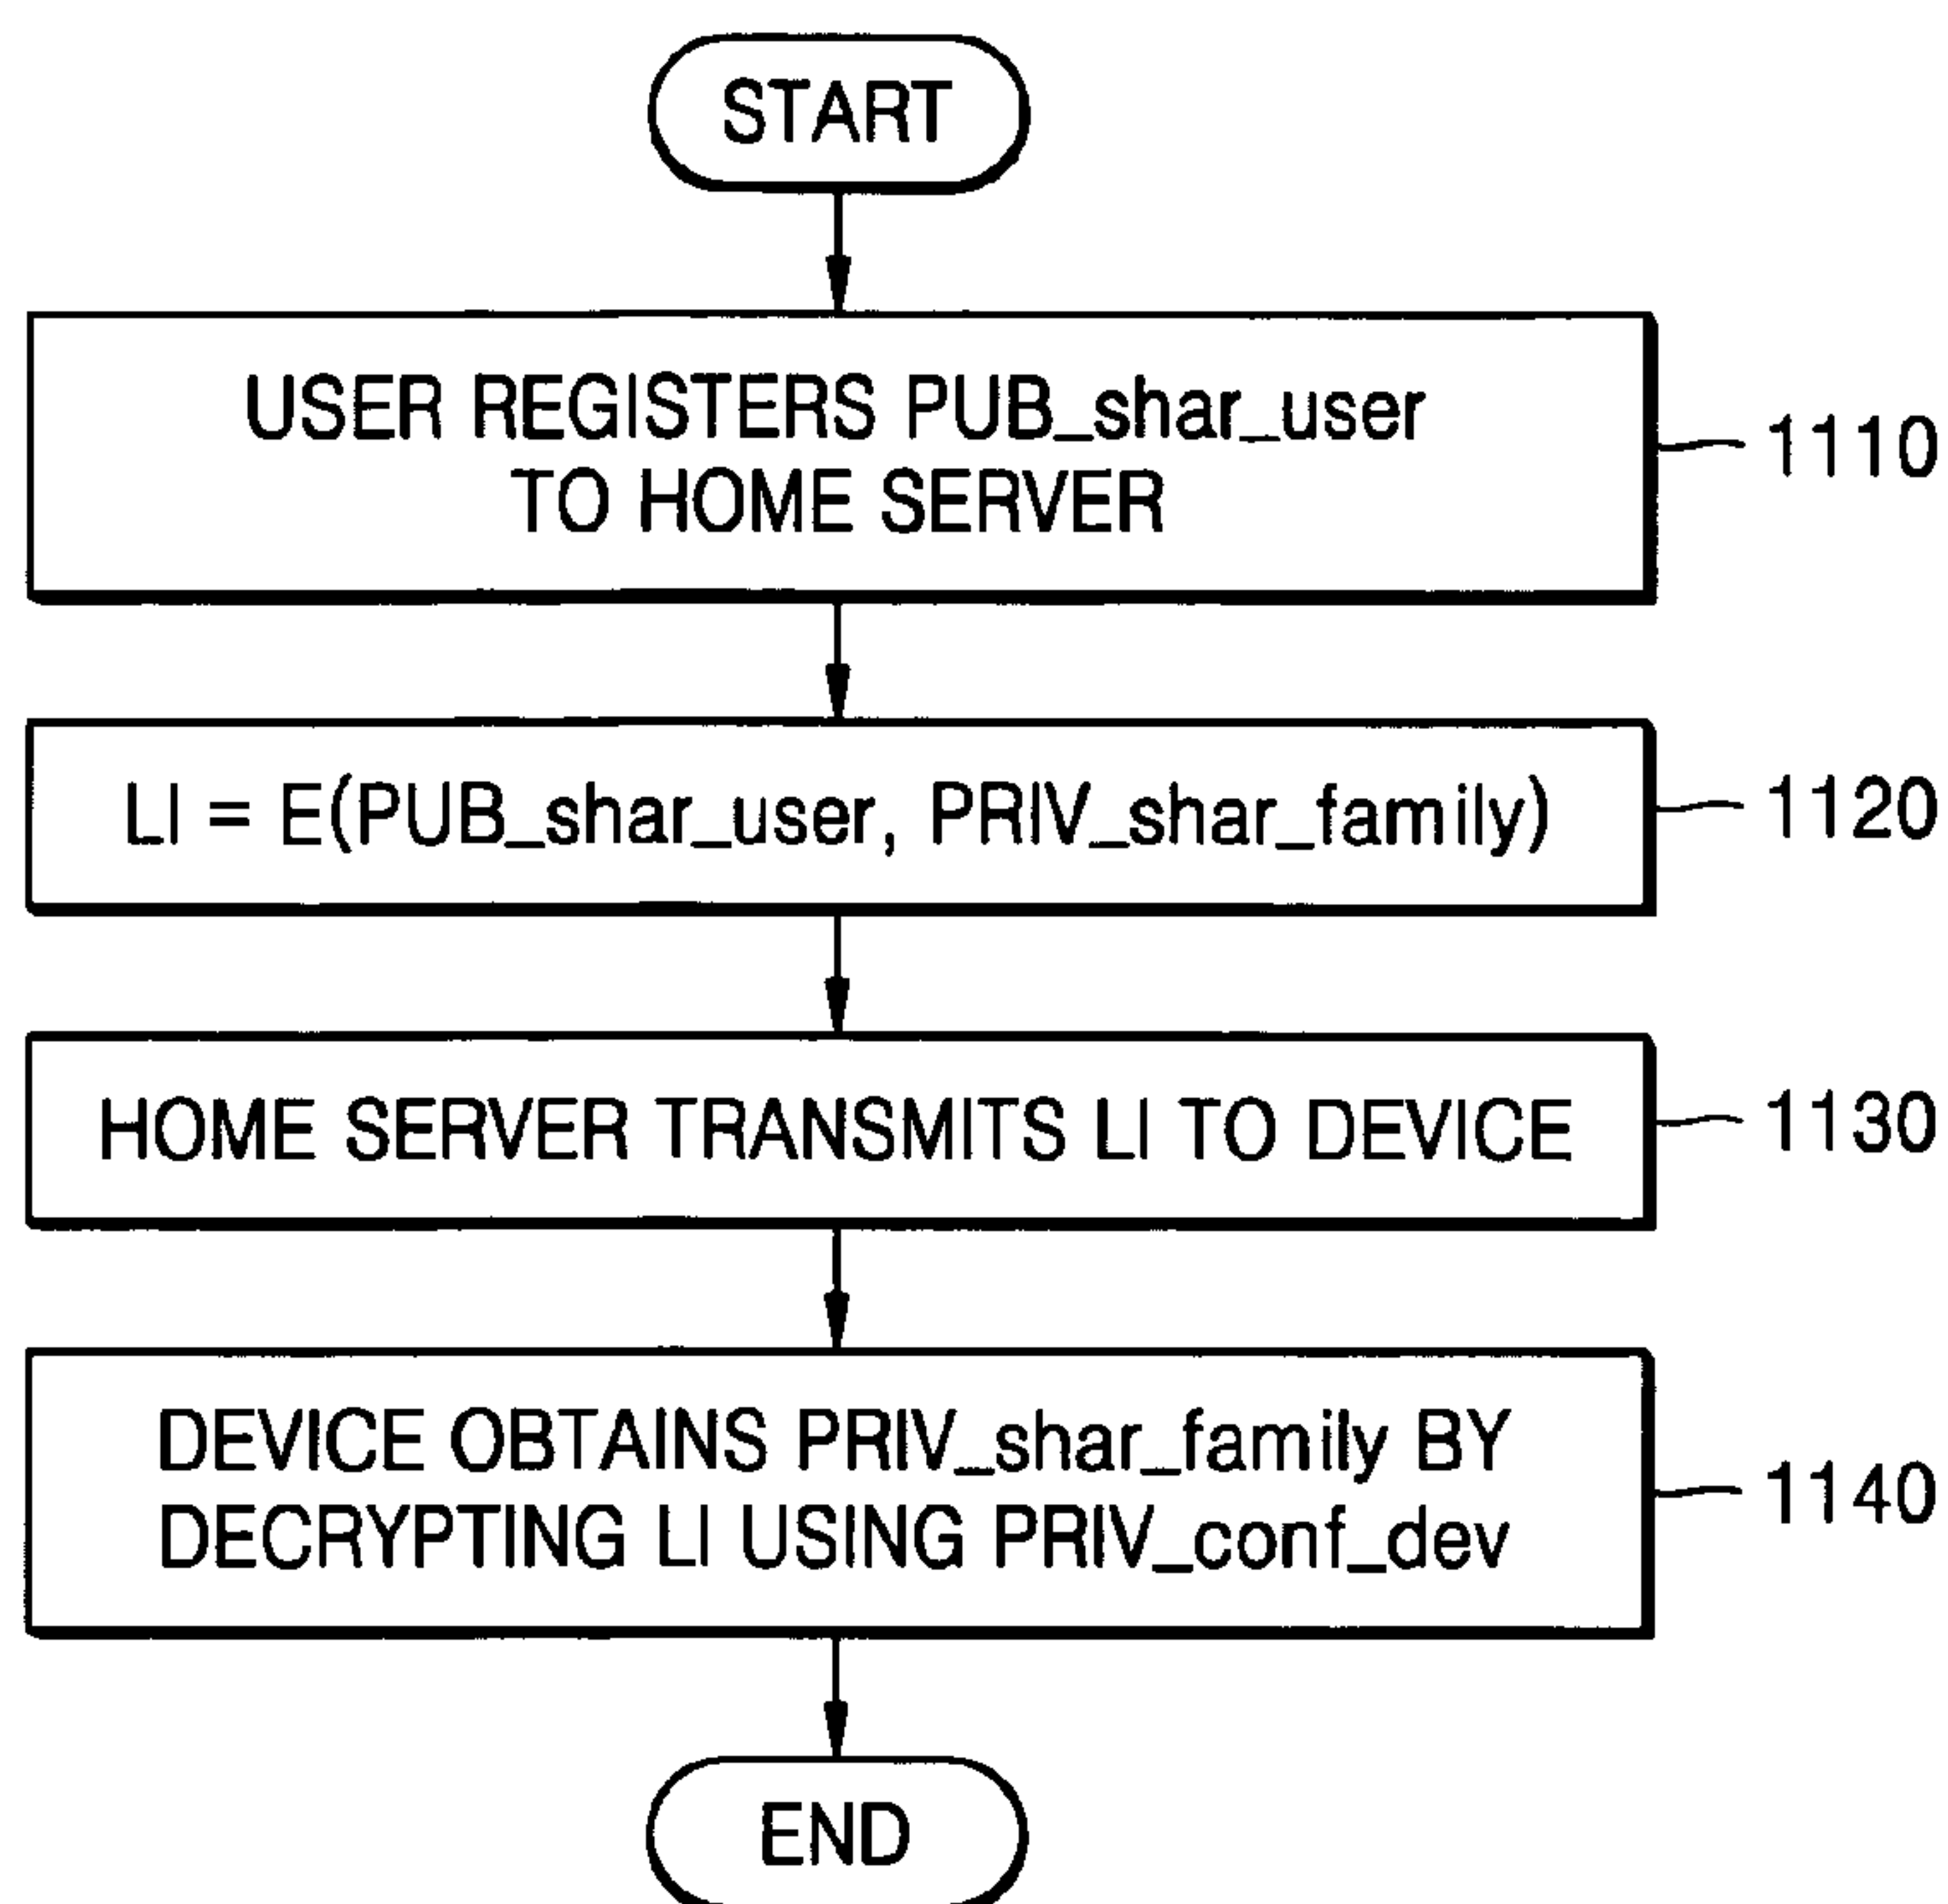 START
USER REGISTERS PUB_shar_user
TO HOME SERVER
1110
LI = E(PUB_shar_user, PRIV_shar_family)
1120
HOME SERVER TRANSMITS LI TO DEVICE
1130
DEVICE OBTAINS PRIV_shar_family BY
DECRYPTING LI USING PRIV_conf_dev
1140
END